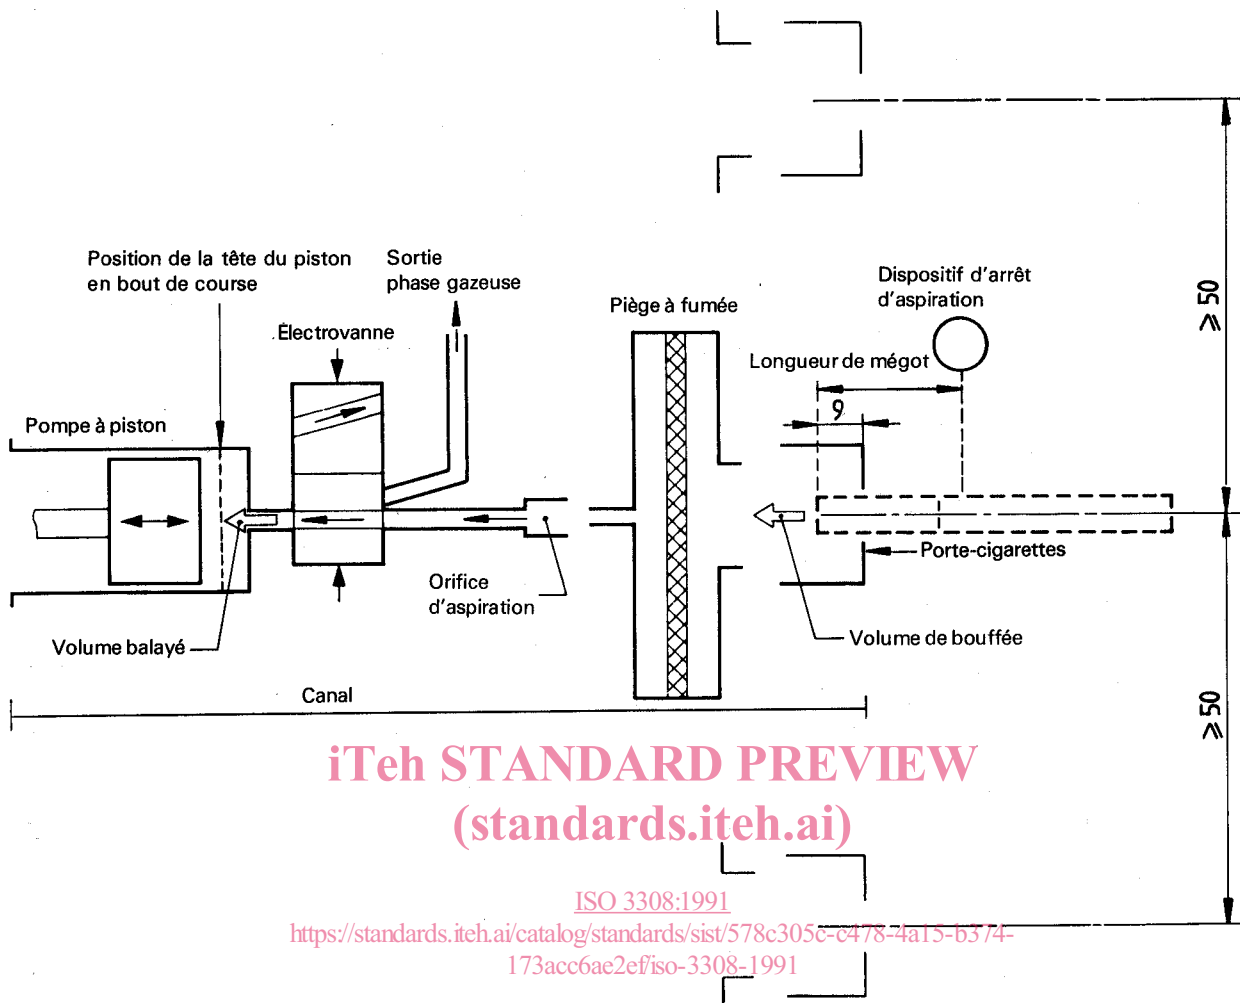 Position de la tête du piston
en bout de course
Sortie
phase gazeuse
Électrovanne
Piège à fumée
Dispositif d'arrêt
d'aspiration
≥ 50
Longueur de mégot
9
Pompe à piston
Porte-cigarettes
Orifice
d'aspiration
Volume balayé
Volume de bouffée
Canal
≥ 50
iTeh STANDARD PREVIEW
(standards.iteh.ai)
ISO 3308:1991
https://standards.iteh.ai/catalog/standards/sist/578c305c-c478-4a15-b374-
173acc6ae2ef/iso-3308-1991